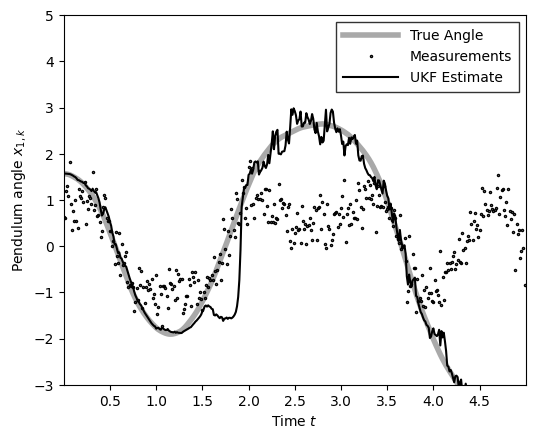 5
4
3
2
1
0
−1
−2
−3
0.5 1.0 1.5 2.0 2.5 3.0 3.5 4.0 4.5
Pendulum angle x1,k
Time t
True Angle
Measurements
UKF Estimate